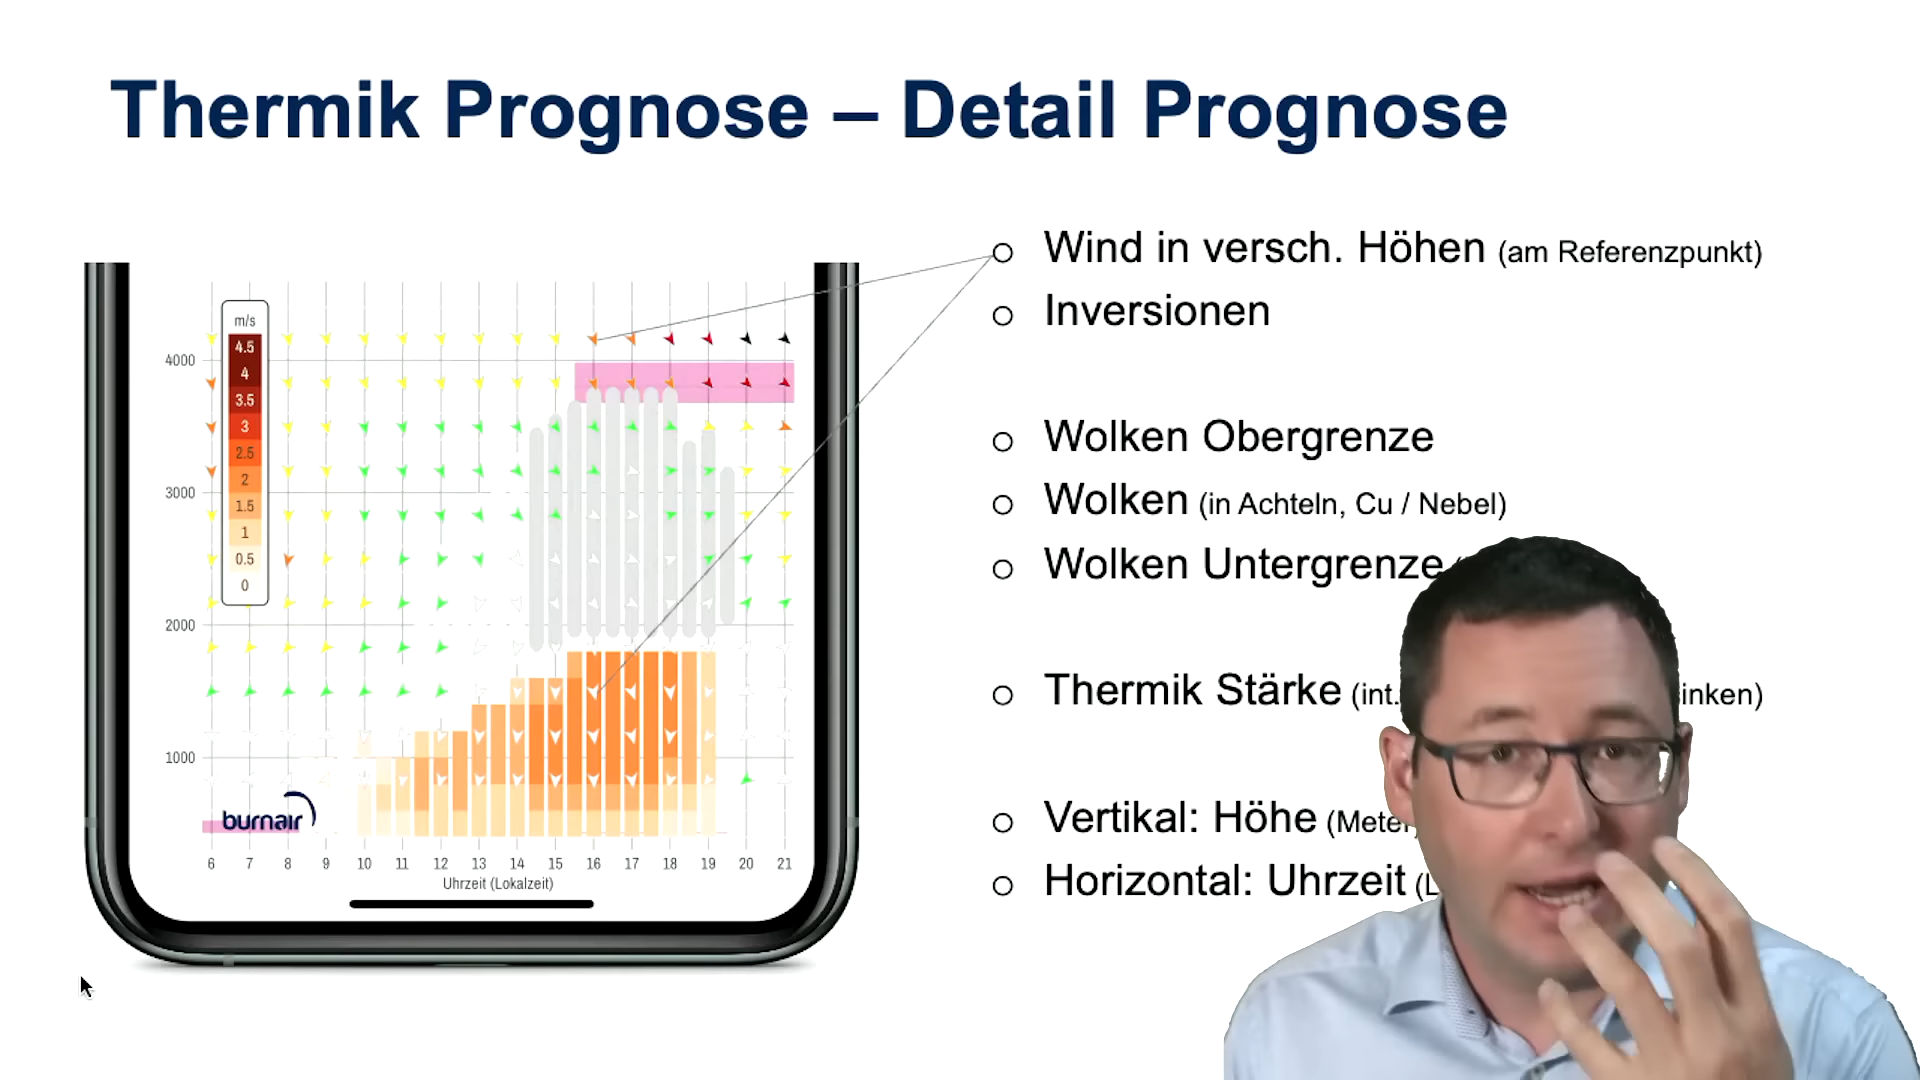 Thermik Prognose – Detail Prognose
m/s
4.5
4
3.5
3
2.5
2
1.5
1
0.5
0
4000
3000
2000
1000
burnair
6 7 8 9 10 11 12 13 14 15 16 17 18 19 20 21
Uhrzeit (Lokalzeit)
Wind in versch. Höhen (am Referenzpunkt)
Inversionen
Wolken Obergrenze
Wolken (in Achteln, Cu / Nebel)
Wolken Untergrenze
Thermik Stärke (int.
Vertikal: Höhe (Meter
Horizontal: Uhrzeit